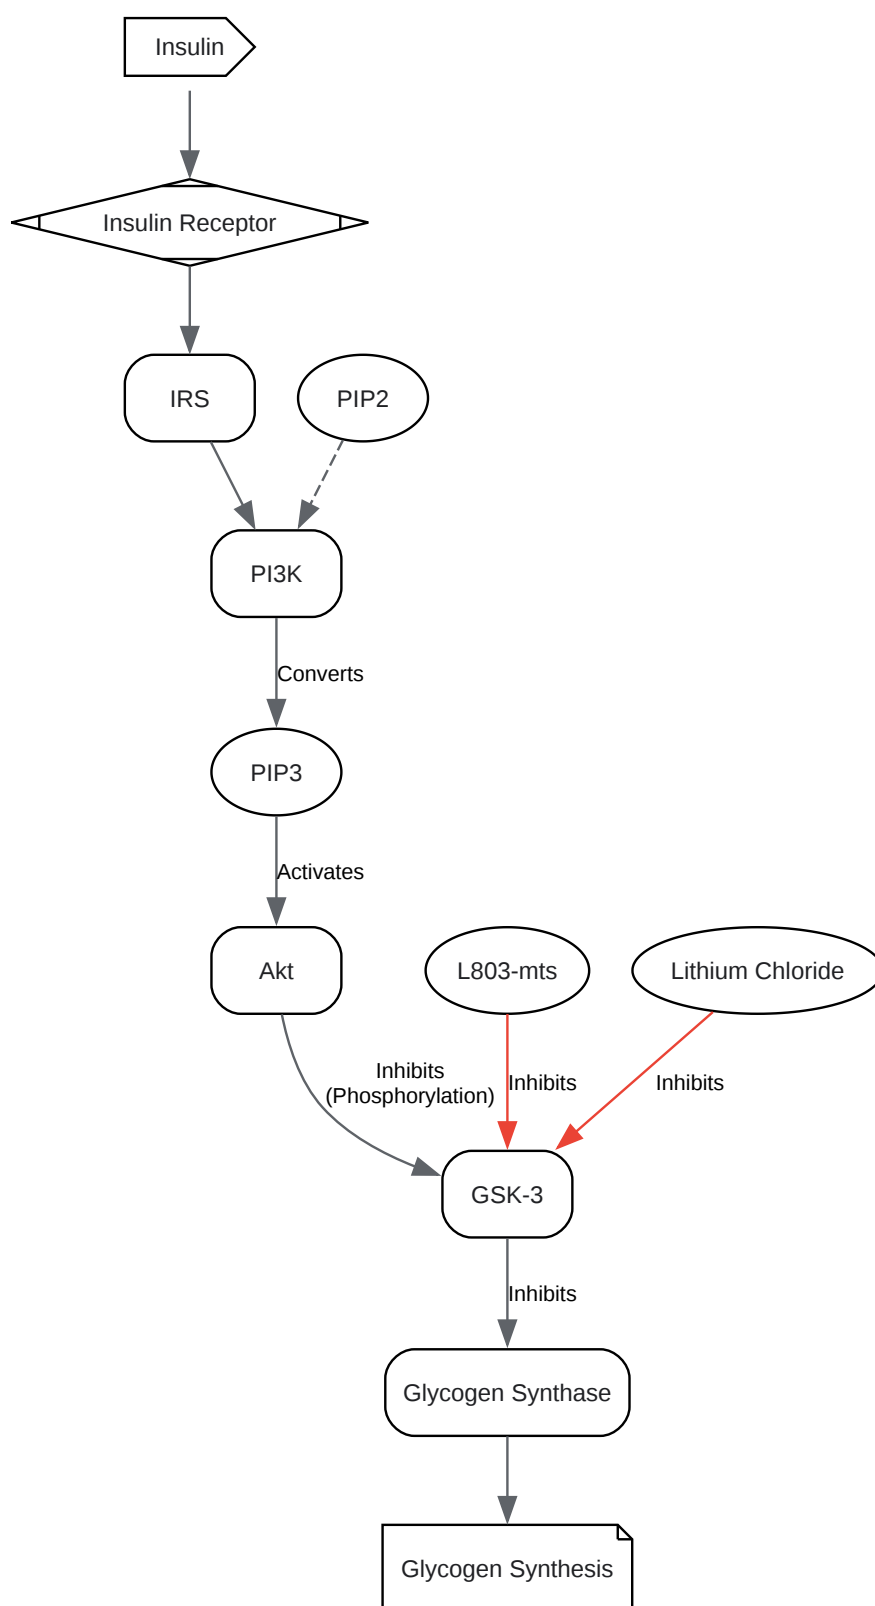 Insulin
Insulin Receptor
IRS
PIP2
PI3K
Converts
PIP3
Activates
Akt
L803-mts
Lithium Chloride
Inhibits
(Phosphorylation)
Inhibits
Inhibits
GSK-3
Inhibits
Glycogen Synthase
Glycogen Synthesis